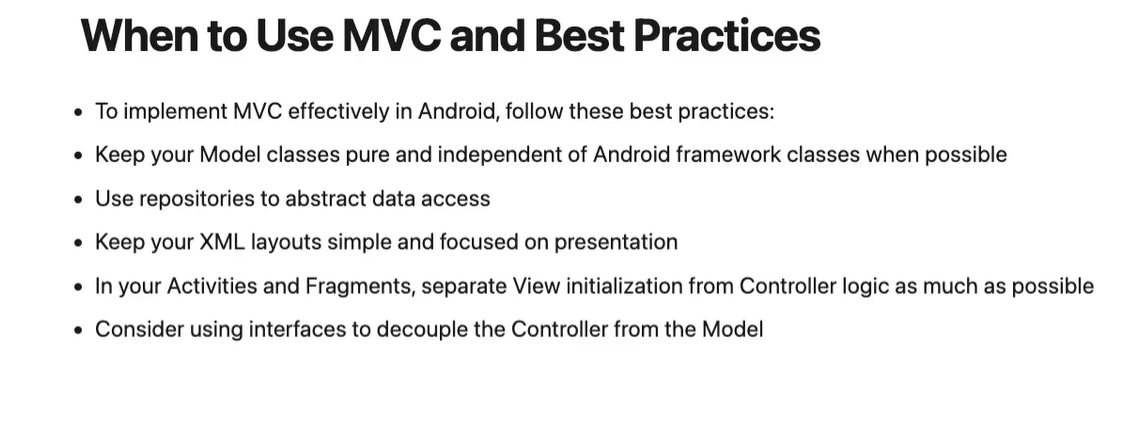 When to Use MVC and Best Practices
• To implement MVC effectively in Android, follow these best practices:
• Keep your Model classes pure and independent of Android framework classes when possible
• Use repositories to abstract data access
• Keep your XML layouts simple and focused on presentation
• In your Activities and Fragments, separate View initialization from Controller logic as much as possible
• Consider using interfaces to decouple the Controller from the Model